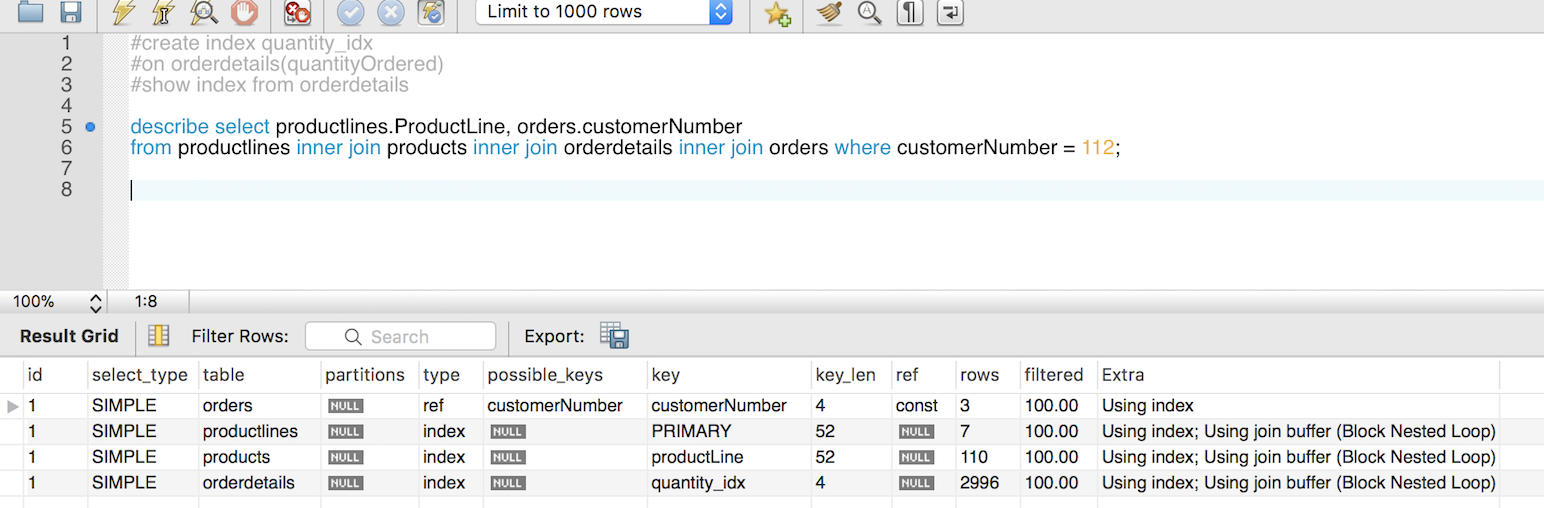 Limit to 1000 rows
1 #create index quantity_idx
2 #on orderdetails(quantityOrdered)
3 #show index from orderdetails
4
5 describe select productlines.ProductLine, orders.customerNumber
6 from productlines inner join products inner join orderdetails inner join orders where customerNumber = 112;
7
8
100% 1:8
Result Grid Filter Rows: Search Export:
id select_type table partitions type possible_keys key key_len ref rows filtered Extra
1 SIMPLE orders NULL ref customerNumber customerNumber 4 const 3 100.00 Using index
1 SIMPLE productlines NULL index NULL PRIMARY 52 NULL 7 100.00 Using index; Using join buffer (Block Nested Loop)
1 SIMPLE products NULL index NULL productLine 52 NULL 110 100.00 Using index; Using join buffer (Block Nested Loop)
1 SIMPLE orderdetails NULL index NULL quantity_idx 4 NULL 2996 100.00 Using index; Using join buffer (Block Nested Loop)